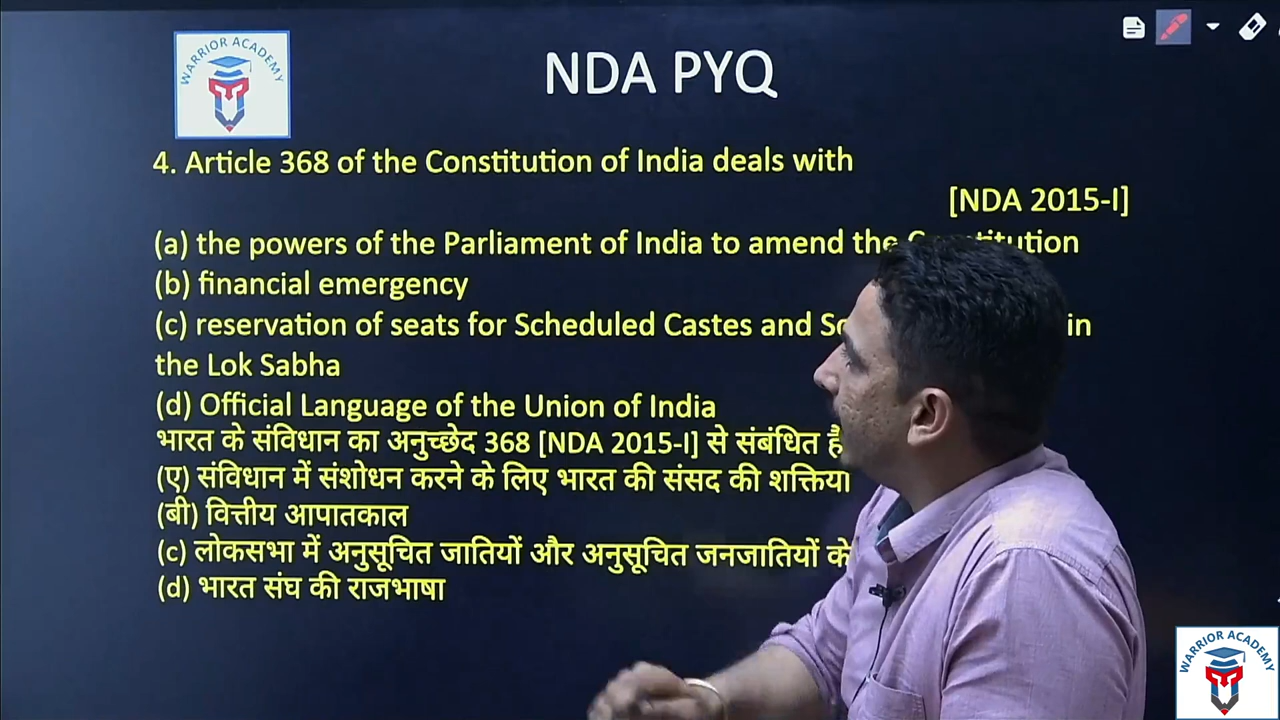 WARRIOR ACADEMY
NDA PYQ
4. Article 368 of the Constitution of India deals with
[NDA 2015-I]
(a) the powers of the Parliament of India to amend the Constitution
(b) financial emergency
(c) reservation of seats for Scheduled Castes and in
the Lok Sabha
(d) Official Language of the Union of India
भारत के संविधान का अनुच्छेद 368 [NDA 2015-I] से संबंधित है
(ए) संविधान में संशोधन करने के लिए भारत की संसद की
(बी) वित्तीय आपातकाल
(c) लोकसभा में अनुसूचित जातियों और अनुसूचित जनजातियों
(d) भारत संघ की राजभाषा
WARRIOR ACADEMY